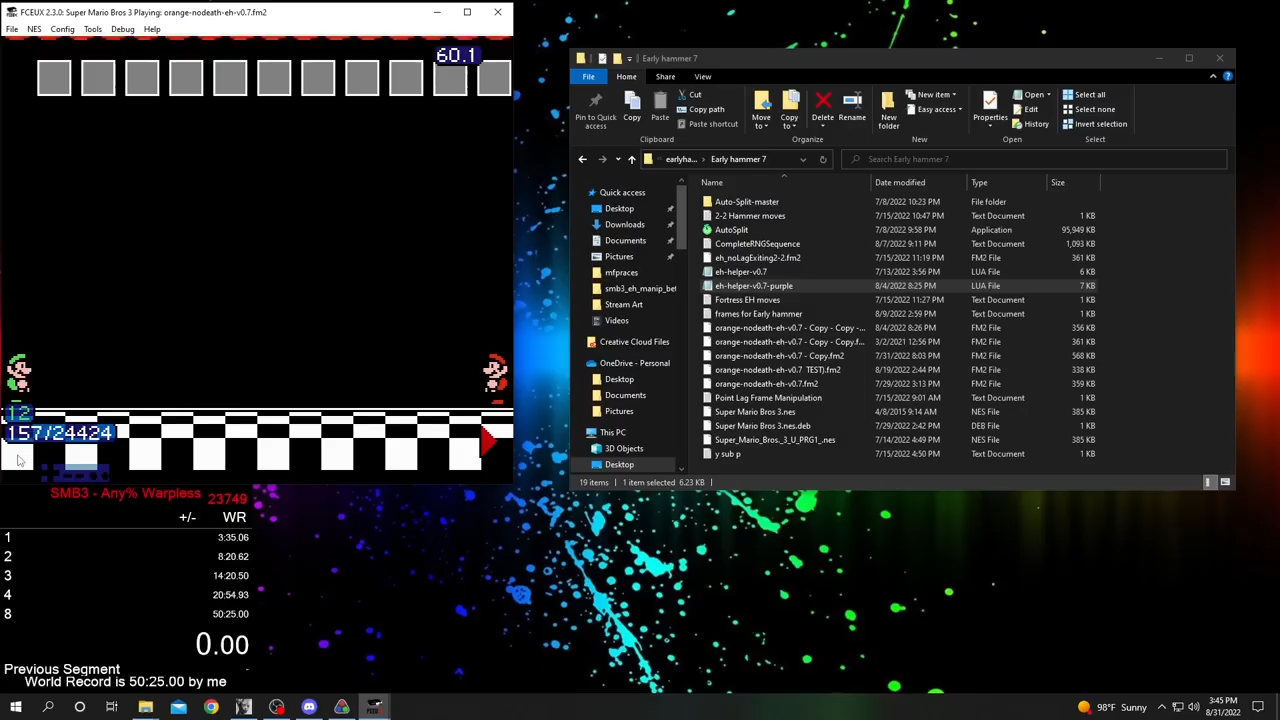 FCEUX 2.3.0: Super Mario Bros 3 Playing: orange-nodeath-eh-v0.7.fm2
File NES Config Tools Debug Help
60.1
12
157/24424
SMB3 - Any% Warpless 23749
+/- WR
1 3:35.06
2 8:20.62
3 14:20.50
4 20:54.93
8 50:25.00
0.00
Previous Segment -
World Record is 50:25.00 by me
Early hammer 7
File Home Share View
Pin to Quick access
Copy
Paste
Cut
Copy path
Paste shortcut
Clipboard
Move to
Copy to
Delete
Rename
Organize
New folder
New item
Easy access
New
Properties
Open
Edit
History
Open
Select all
Select none
Invert selection
Select
earlyha... > Early hammer 7
Search Early hammer 7
Quick access
Desktop
Downloads
Documents
Pictures
mfpraces
smb3_eh_manip_bet
Stream Art
Videos
Creative Cloud Files
OneDrive - Personal
Desktop
Documents
Pictures
This PC
3D Objects
Desktop
Name Date modified Type Size
Auto-Split-master 7/8/2022 10:23 PM File folder
2-2 Hammer moves 7/15/2022 10:47 PM Text Document 1 KB
AutoSplit 7/8/2022 9:58 PM Application 95,949 KB
CompleteRNGSequence 8/7/2022 9:11 PM Text Document 1,093 KB
eh_noLagExiting2-2.fm2 7/15/2022 11:19 PM FM2 File 361 KB
eh-helper-v0.7 7/13/2022 3:56 PM LUA File 6 KB
eh-helper-v0.7-purple 8/4/2022 8:25 PM LUA File 7 KB
Fortress EH moves 7/15/2022 11:27 PM Text Document 1 KB
frames for Early hammer 8/9/2022 2:59 PM Text Document 1 KB
orange-nodeath-eh-v0.7 - Copy - Copy -... 8/4/2022 8:26 PM FM2 File 356 KB
orange-nodeath-eh-v0.7 - Copy - Copy.f... 3/2/2021 12:56 PM FM2 File 361 KB
orange-nodeath-eh-v0.7 - Copy.fm2 7/31/2022 8:03 PM FM2 File 568 KB
orange-nodeath-eh-v0.7 TEST).fm2 8/19/2022 2:44 PM FM2 File 338 KB
orange-nodeath-eh-v0.7.fm2 7/29/2022 3:13 PM FM2 File 359 KB
Point Lag Frame Manipulation 7/15/2022 9:01 AM Text Document 1 KB
Super Mario Bros 3.nes 4/8/2015 9:14 AM NES File 385 KB
Super Mario Bros 3.nes.deb 7/29/2022 2:42 PM DEB File 1 KB
Super_Mario_Bros._3_U_PRG1_.nes 7/14/2022 4:49 PM NES File 385 KB
y sub p 7/15/2022 4:50 PM Text Document 1 KB
19 items 1 item selected 6.23 KB
98°F Sunny
3:45 PM
8/31/2022